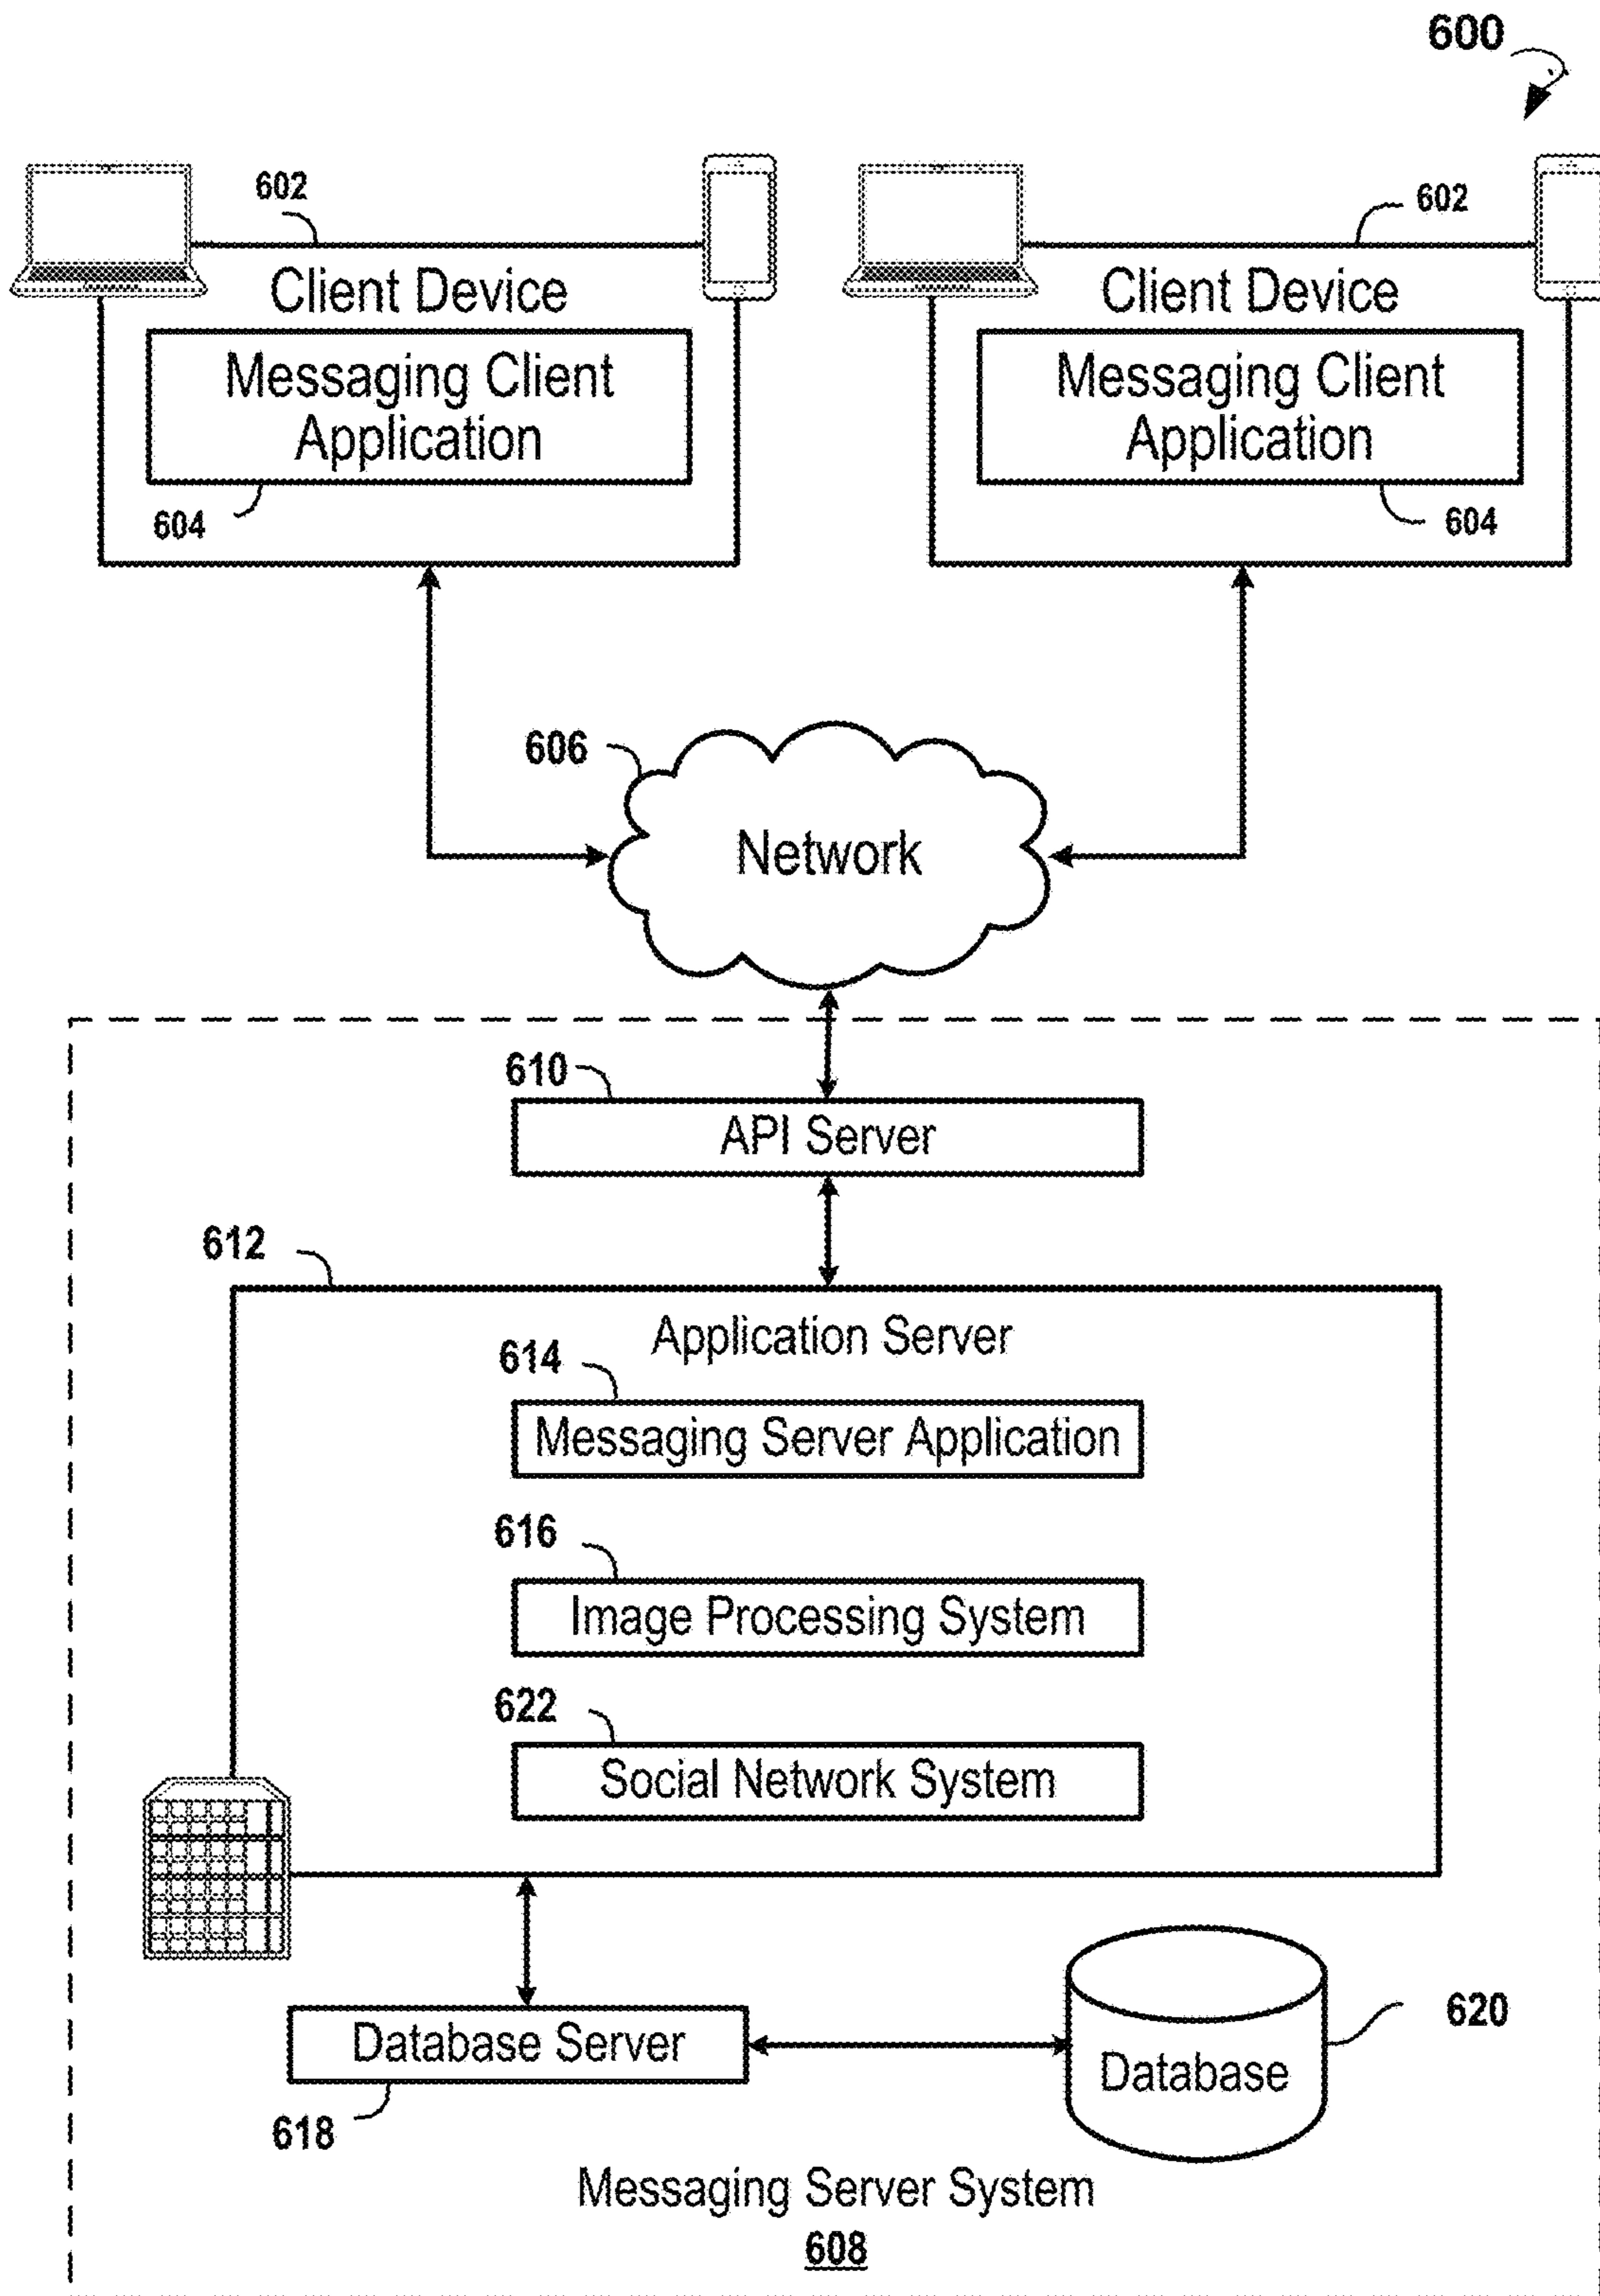 600
602
602
Client Device
Client Device
Messaging Client
Application
Messaging Client
Application
604
604
606
Network
610
API Server
612
Application Server
614
Messaging Server Application
616
Image Processing System
622
Social Network System
620
Database Server
Database
618
Messaging Server System
608